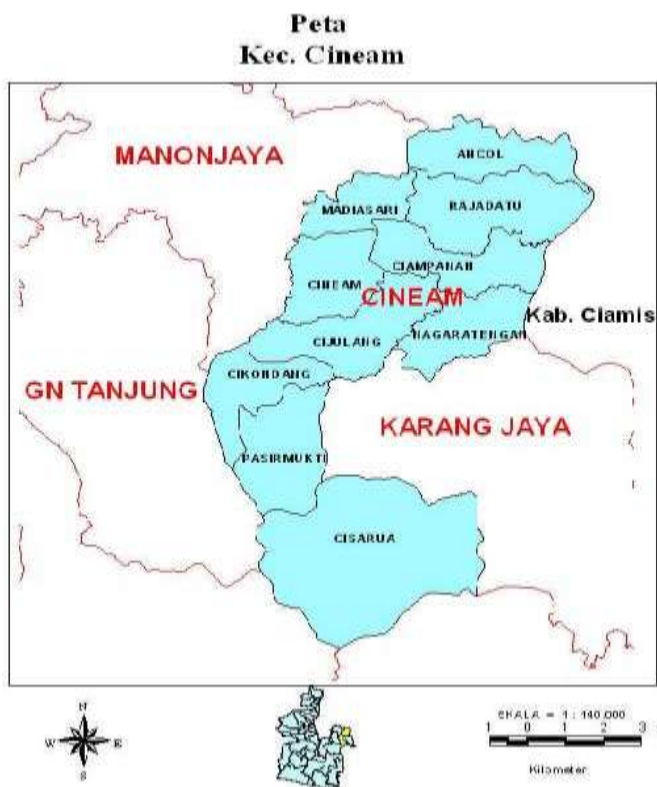 Peta
Kec. Cineam
ANCOL
MANONJAYA
RAJADATU
MADIASARI
CIAMPANAN
CINEAM
CINEAM
Kab. Ciamis
NAGARATENGAH
CIJULANG
CIKONDANG
GN TANJUNG
KARANG JAYA
PASIRMUKTI
CISARUA
N
W E
S
SKALA = 1 : 140,000
1 0 1 2 3
Kilometer